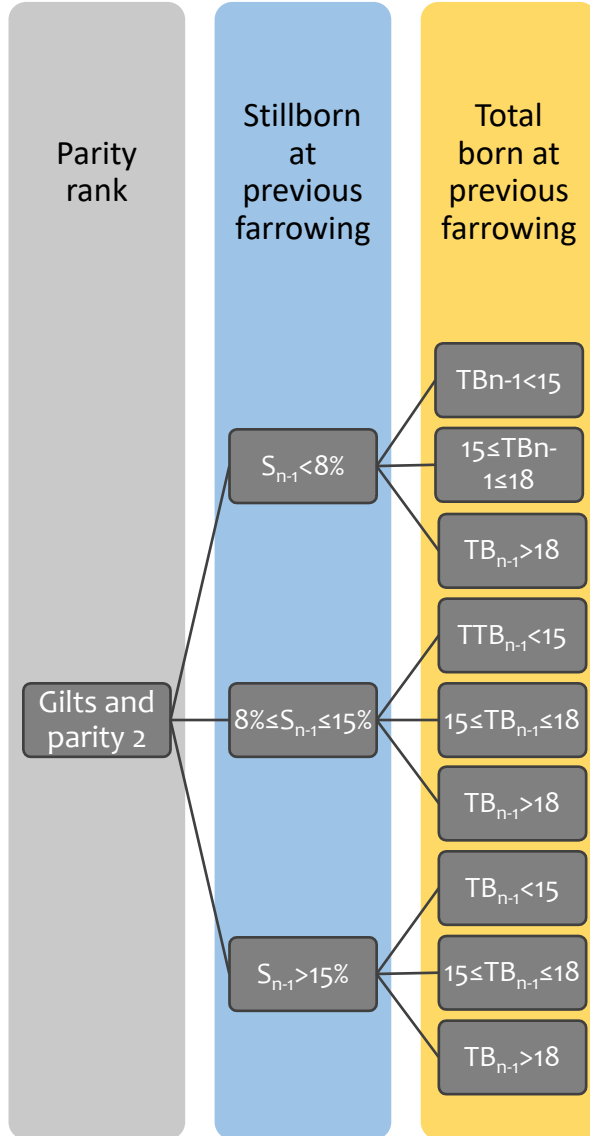 Parity
rank
Stillborn
at
previous
farrowing
Total
born at
previous
farrowing
Gilts and
parity 2
Sₙ₋₁<8%
8%≤Sₙ₋₁≤15%
Sₙ₋₁>15%
TBn-1<15
15≤TBn-
1≤18
TBₙ₋₁>18
TTBₙ₋₁<15
15≤TBₙ₋₁≤18
TBₙ₋₁>18
TBₙ₋₁<15
15≤TBₙ₋₁≤18
TBₙ₋₁>18